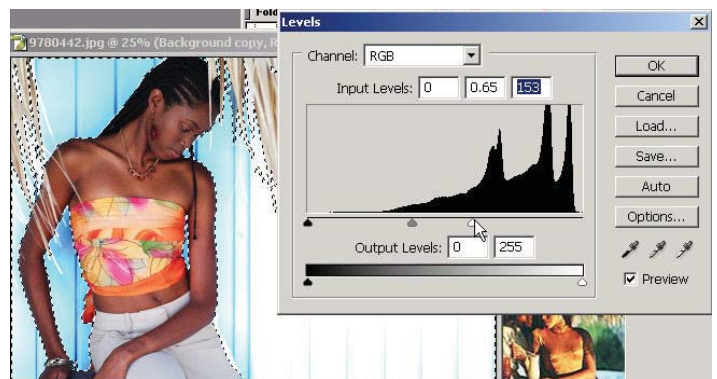 Fold
Levels
9780442.jpg @ 25% (Background copy, R
Channel: RGB
OK
Input Levels: 0 0.65 153
Cancel
Load...
Save...
Auto
Options...
Output Levels: 0 255
Preview